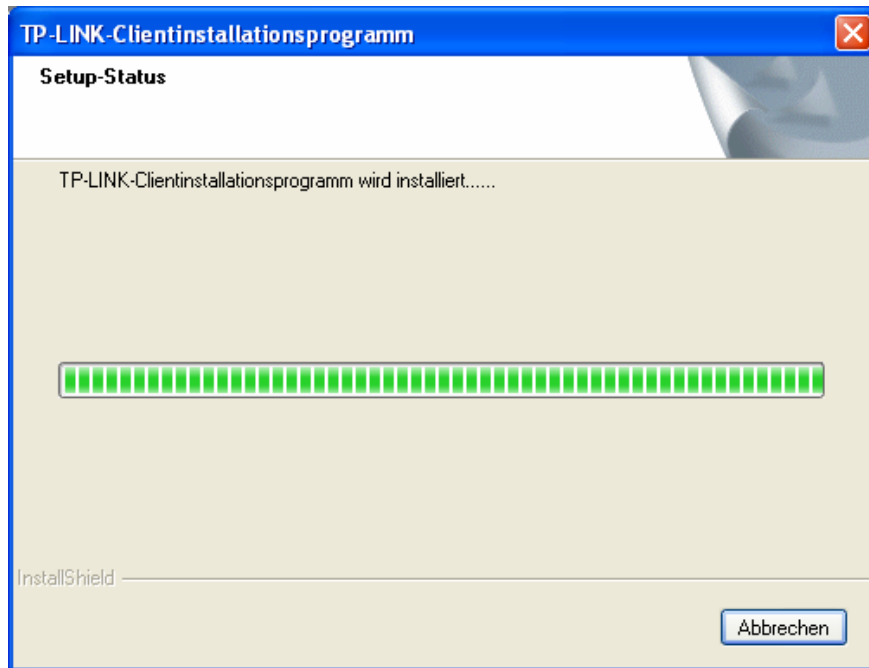 TP-LINK-Clientinstallationsprogramm
Setup-Status
TP-LINK-Clientinstallationsprogramm wird installiert......
InstallShield
Abbrechen